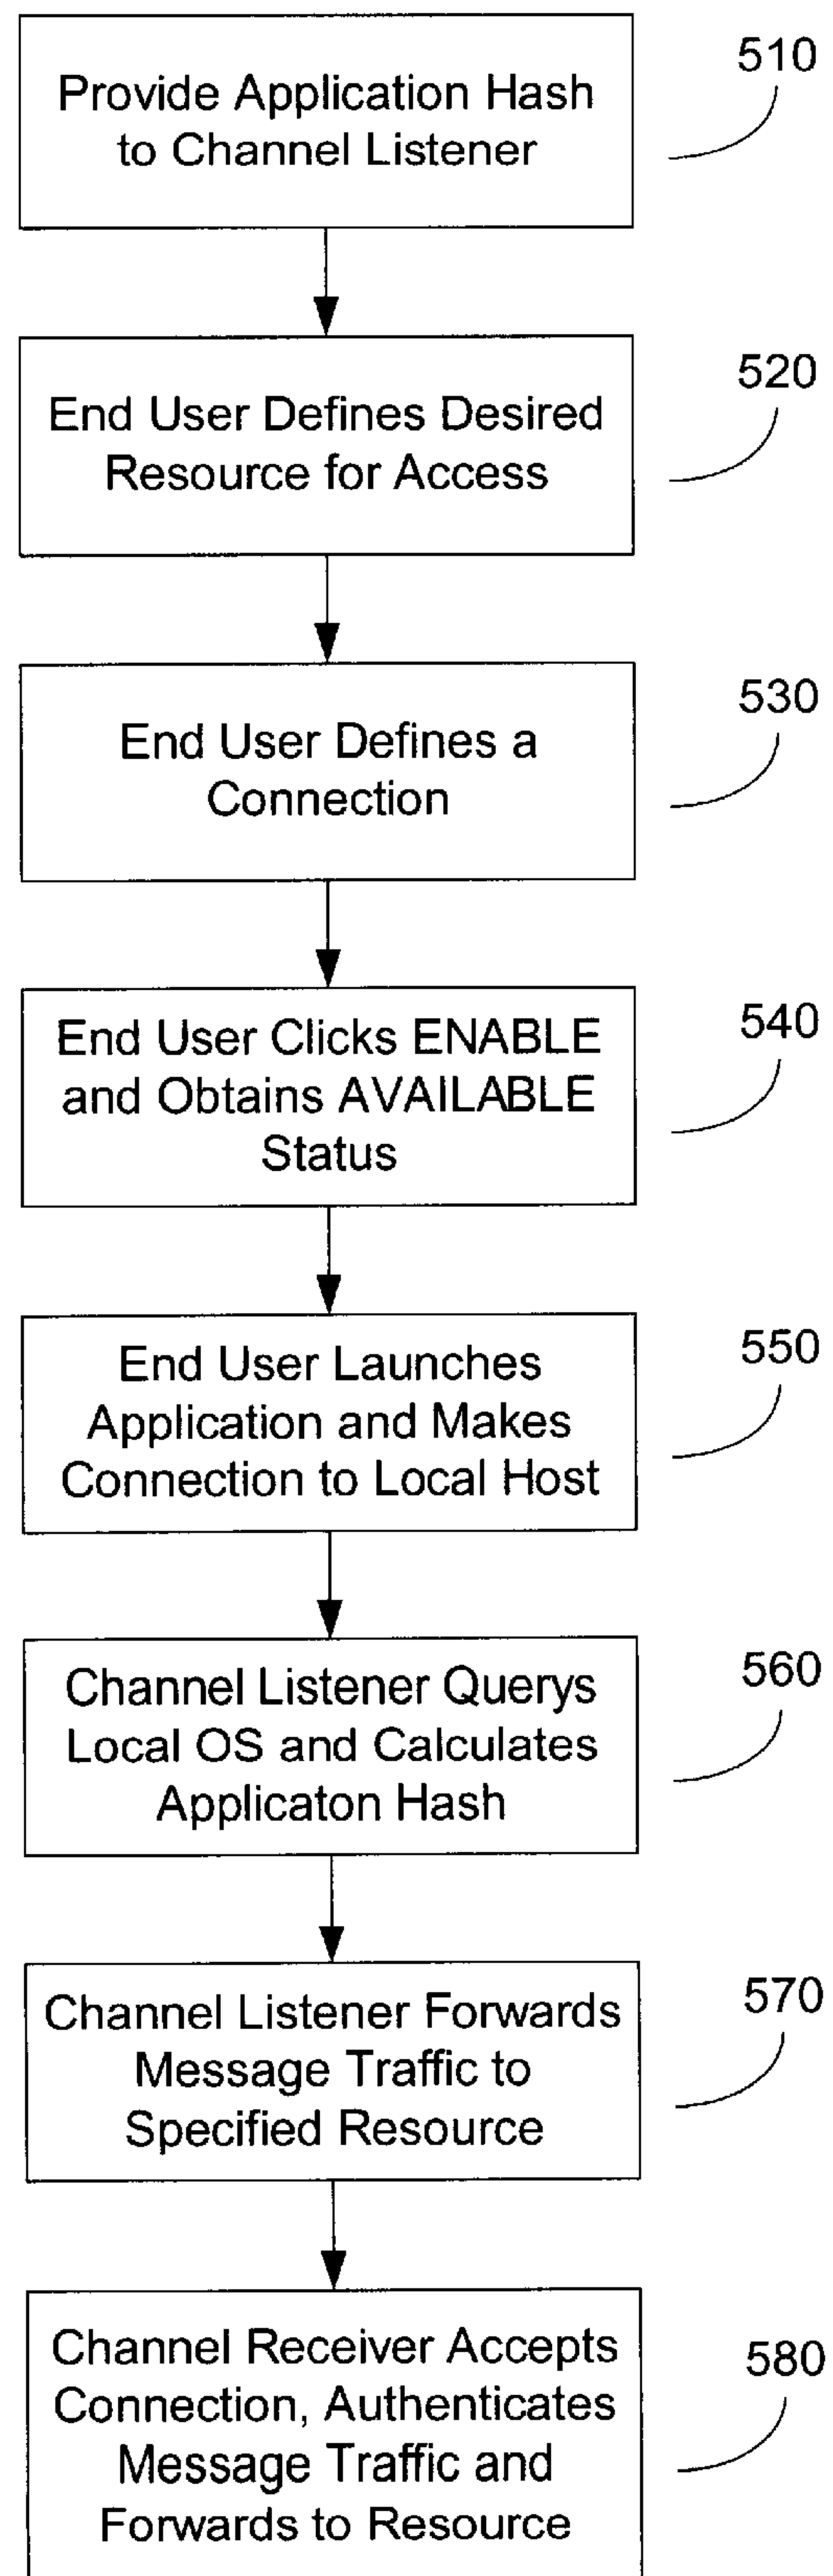 Provide Application Hash
to Channel Listener
510
End User Defines Desired
Resource for Access
520
End User Defines a
Connection
530
End User Clicks ENABLE
and Obtains AVAILABLE
Status
540
End User Launches
Application and Makes
Connection to Local Host
550
Channel Listener Querys
Local OS and Calculates
Applicaton Hash
560
Channel Listener Forwards
Message Traffic to
Specified Resource
570
Channel Receiver Accepts
Connection, Authenticates
Message Traffic and
Forwards to Resource
580